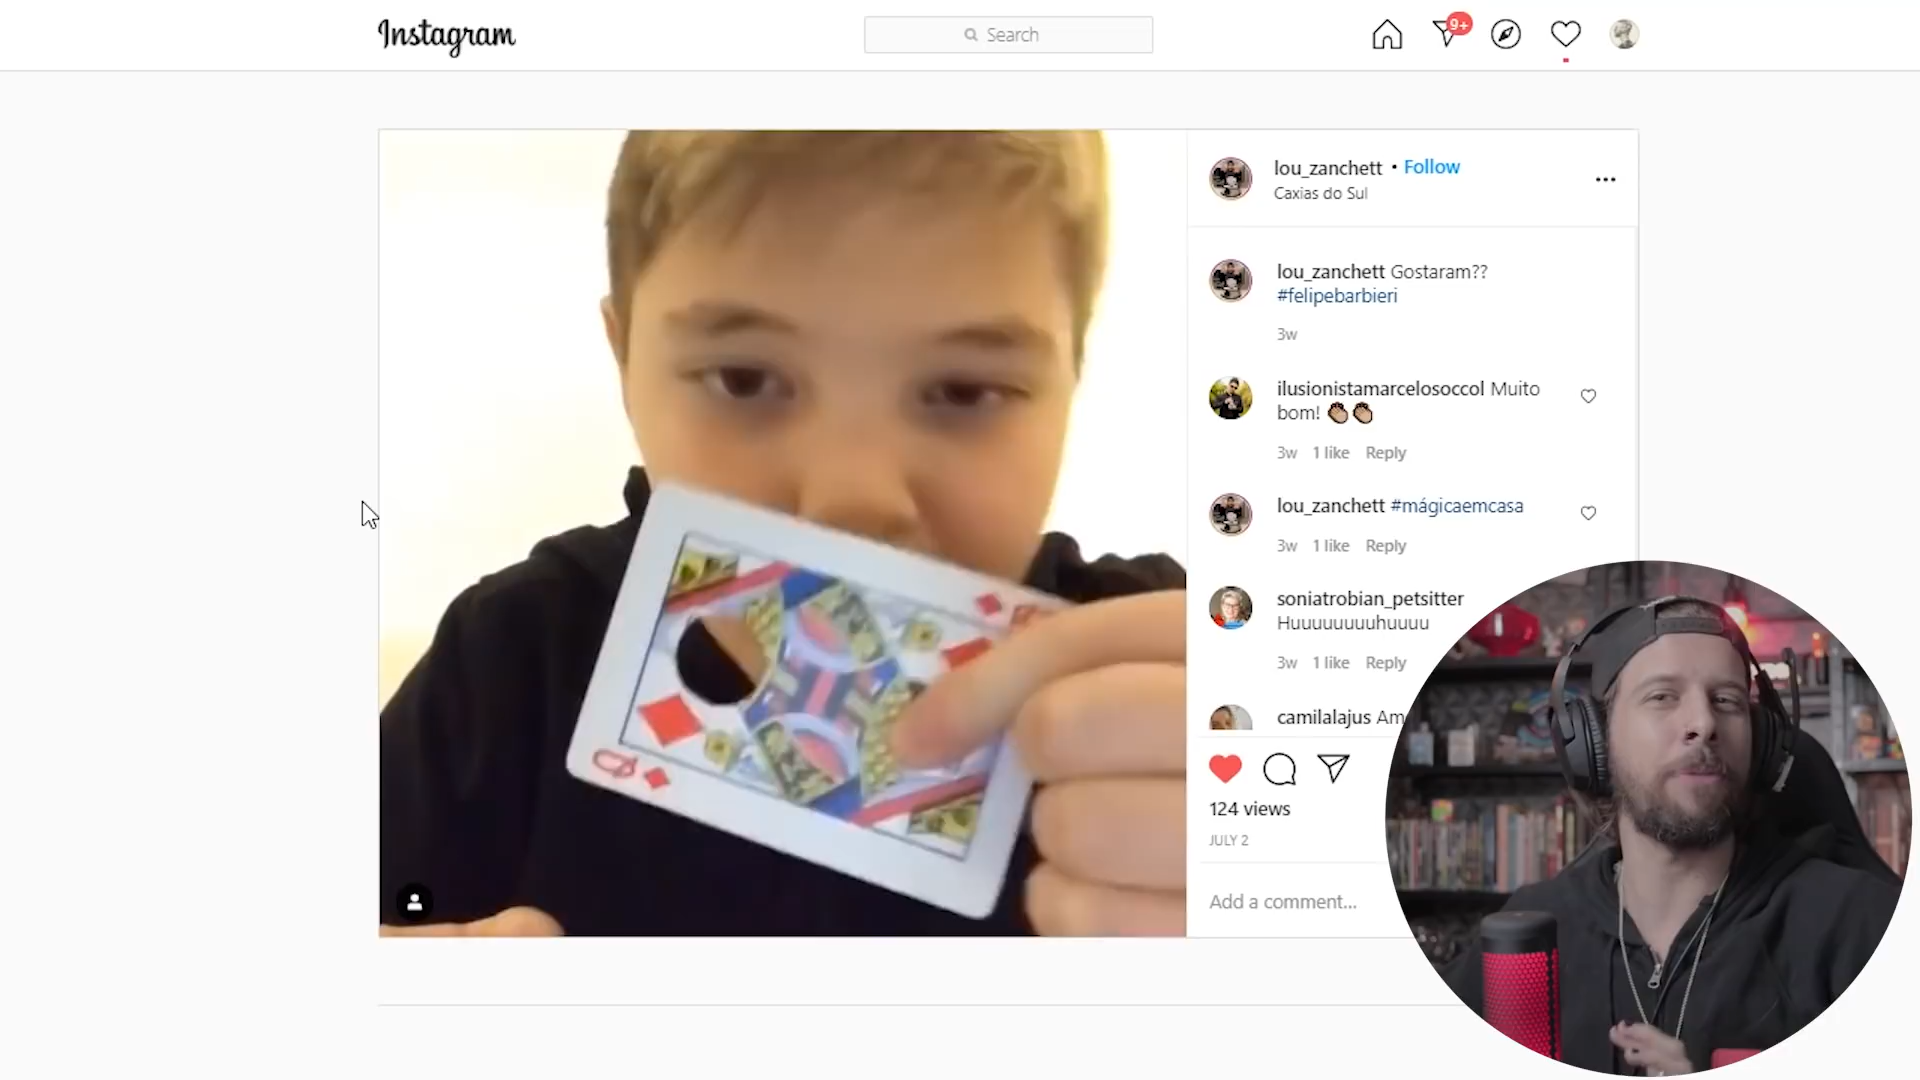 Instagram
Search
9+
lou_zanchett • Follow
Caxias do Sul
lou_zanchett Gostaram??
#felipebarbieri
3w
ilusionistamarcelosoccol Muito
bom! 👏👏
3w 1 like Reply
lou_zanchett #mágicaemcasa
3w 1 like Reply
soniatrobian_petsitter
Huuuuuuuuhuuuu
3w 1 like Reply
camilalajus Am
124 views
JULY 2
Add a comment...
Q